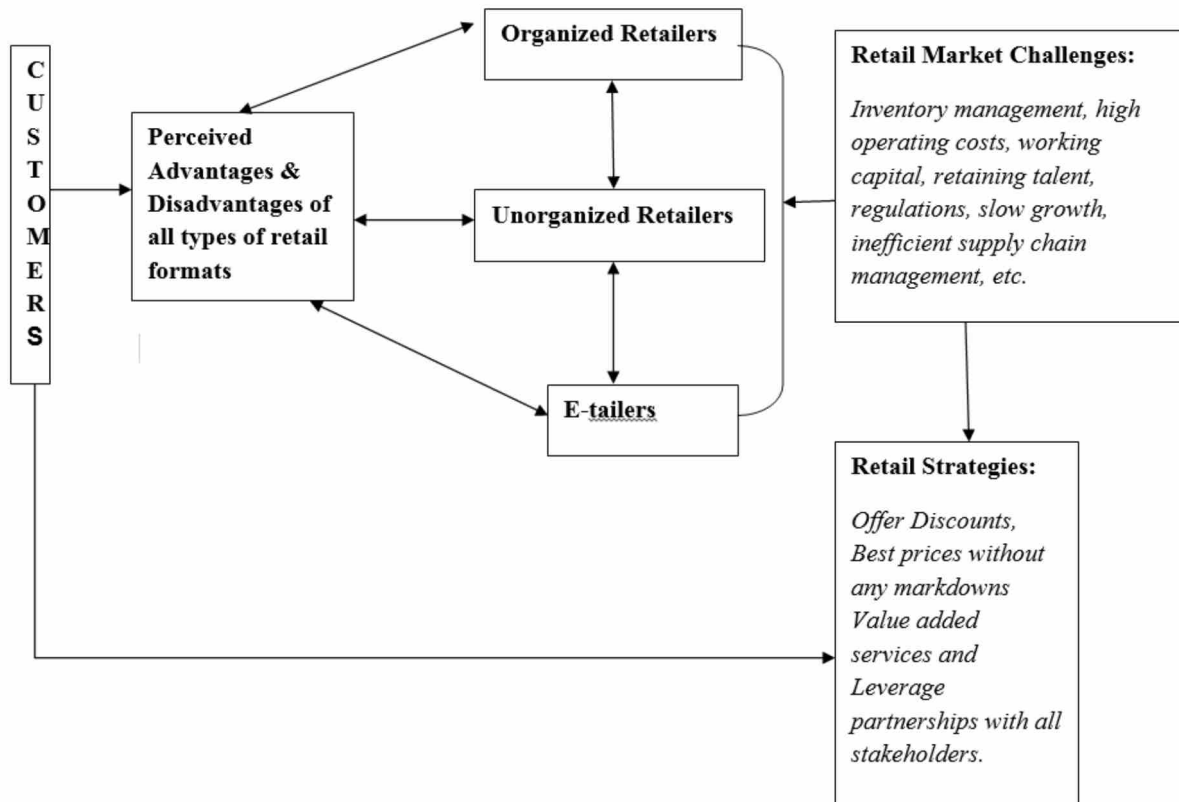 CUSTOMERS
Perceived
Advantages &
Disadvantages of
all types of retail
formats
Organized Retailers
Unorganized Retailers
E-tailers
Retail Market Challenges:
Inventory management, high
operating costs, working
capital, retaining talent,
regulations, slow growth,
inefficient supply chain
management, etc.
Retail Strategies:
Offer Discounts,
Best prices without
any markdowns
Value added
services and
Leverage
partnerships with all
stakeholders.